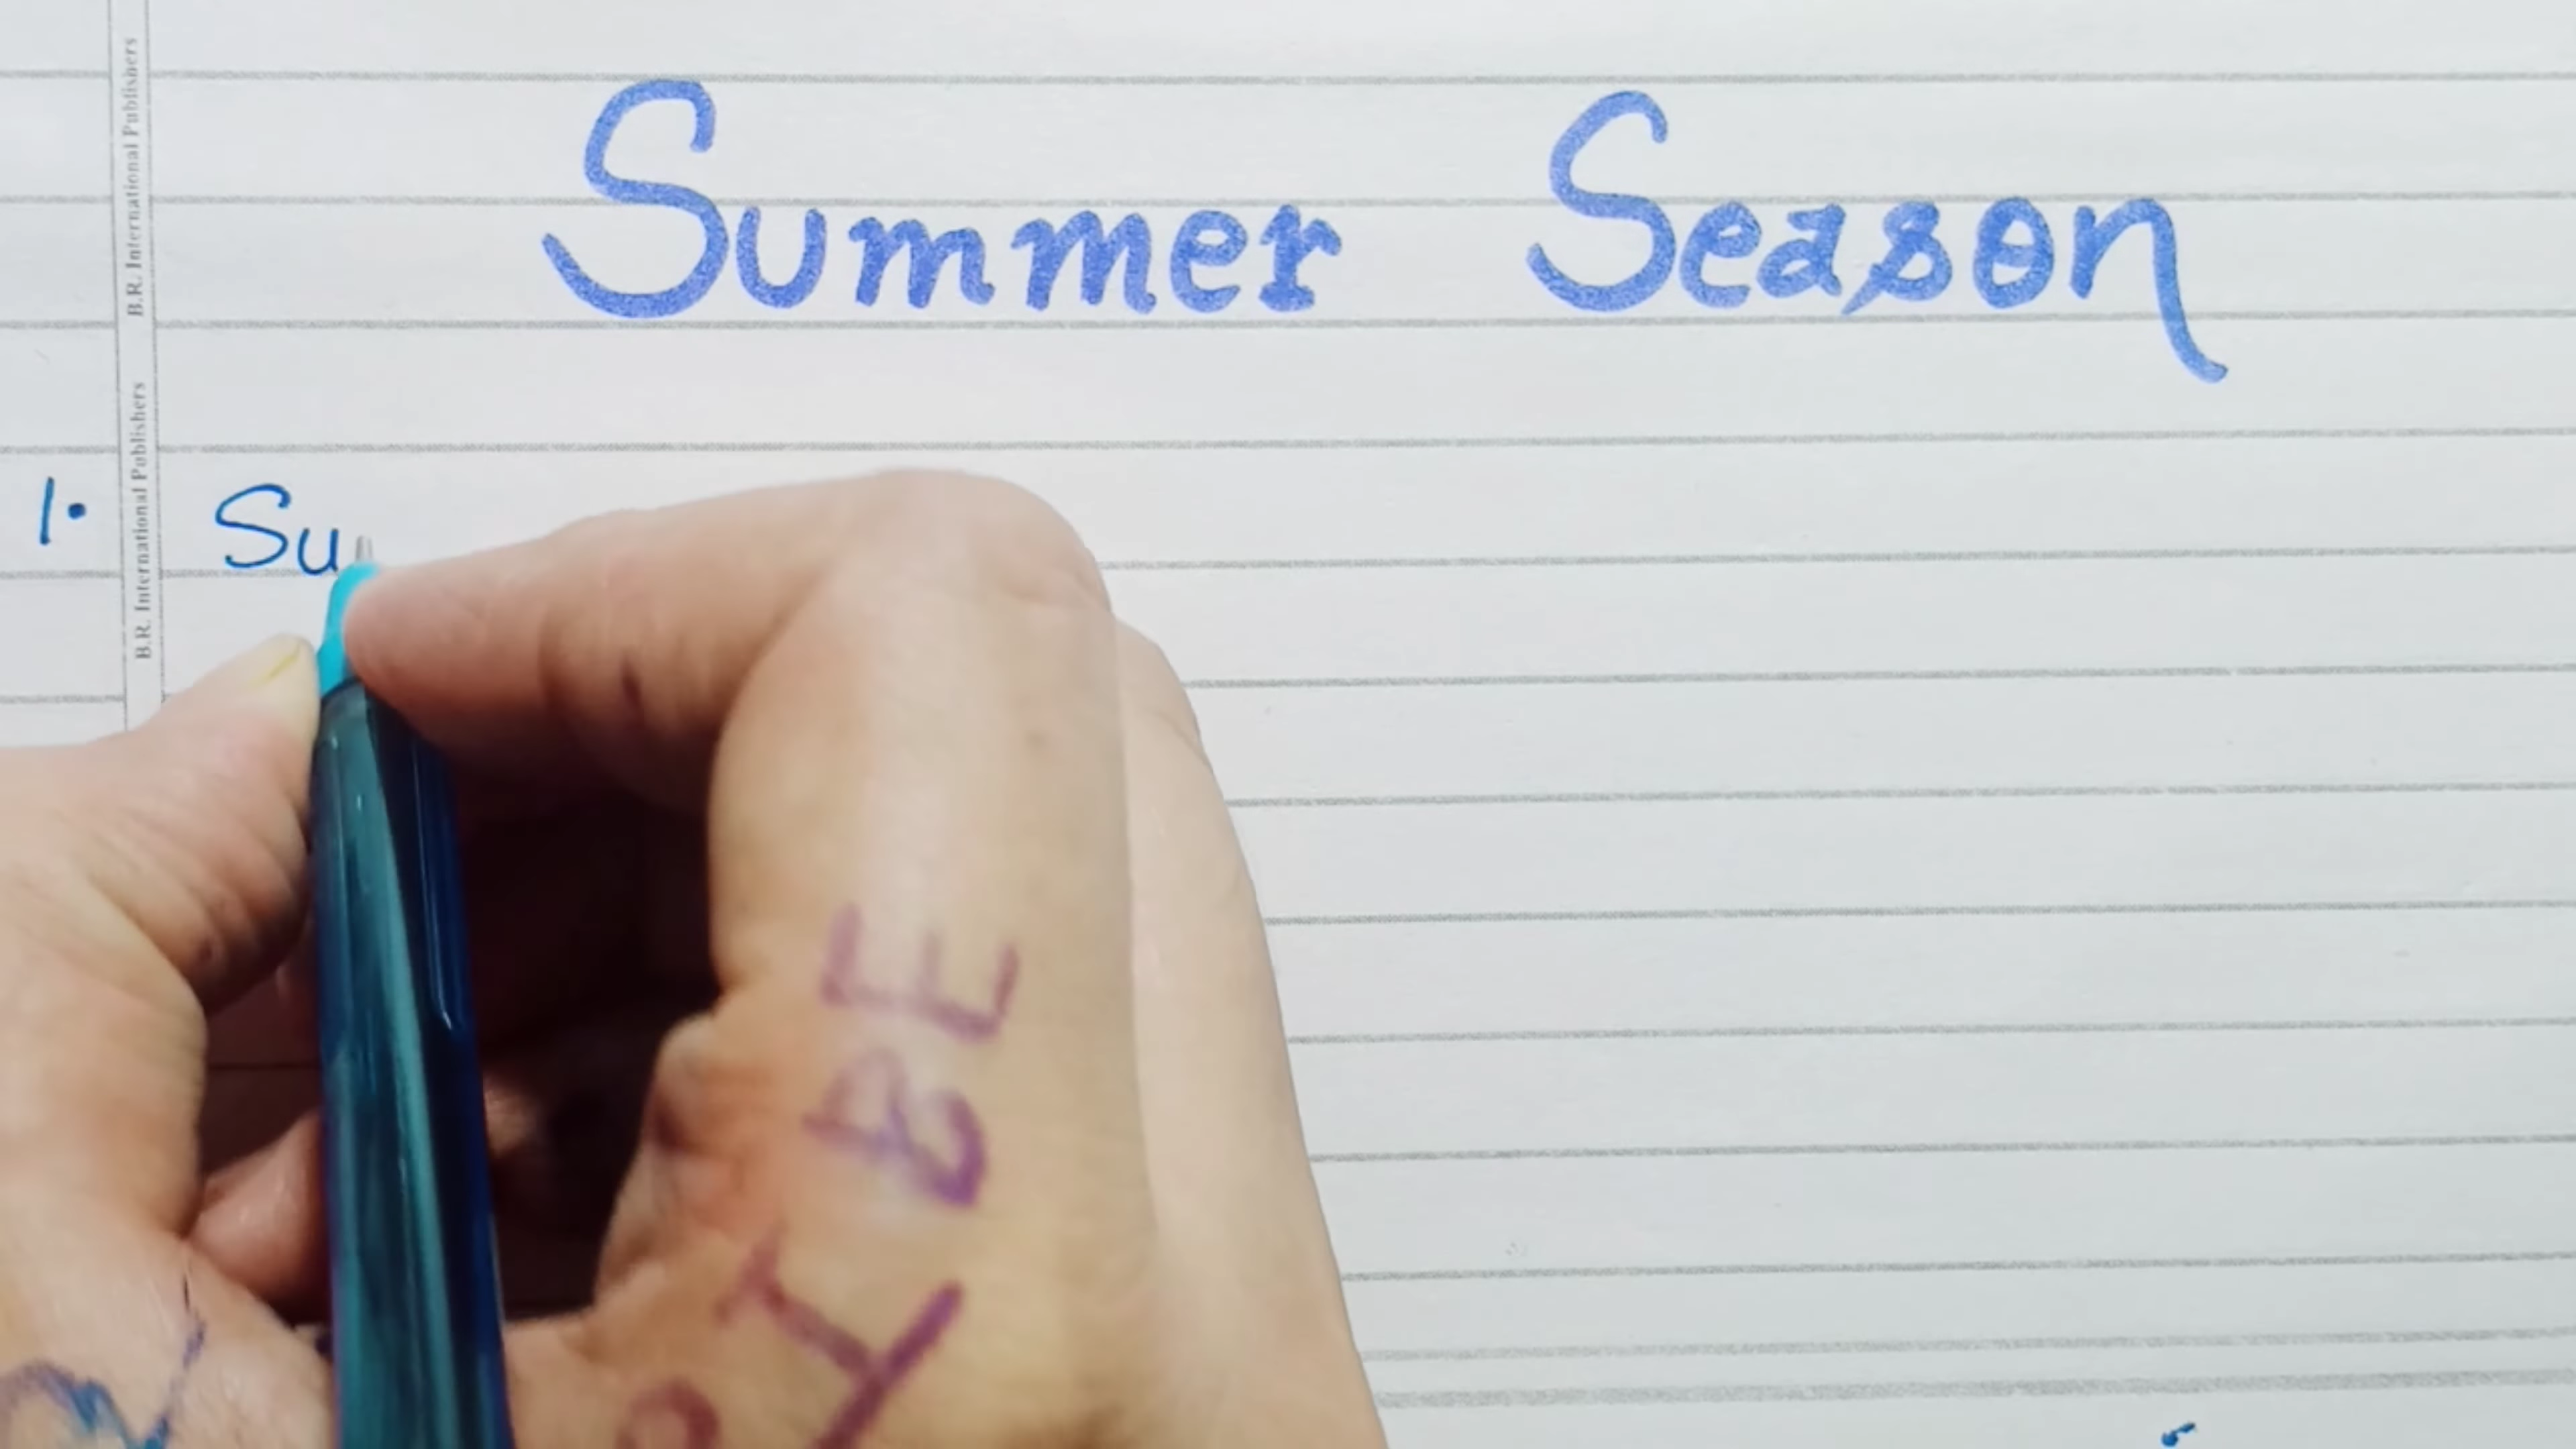 Summer Season
B.R. International Publishers
B.R. International Publishers
1. Su